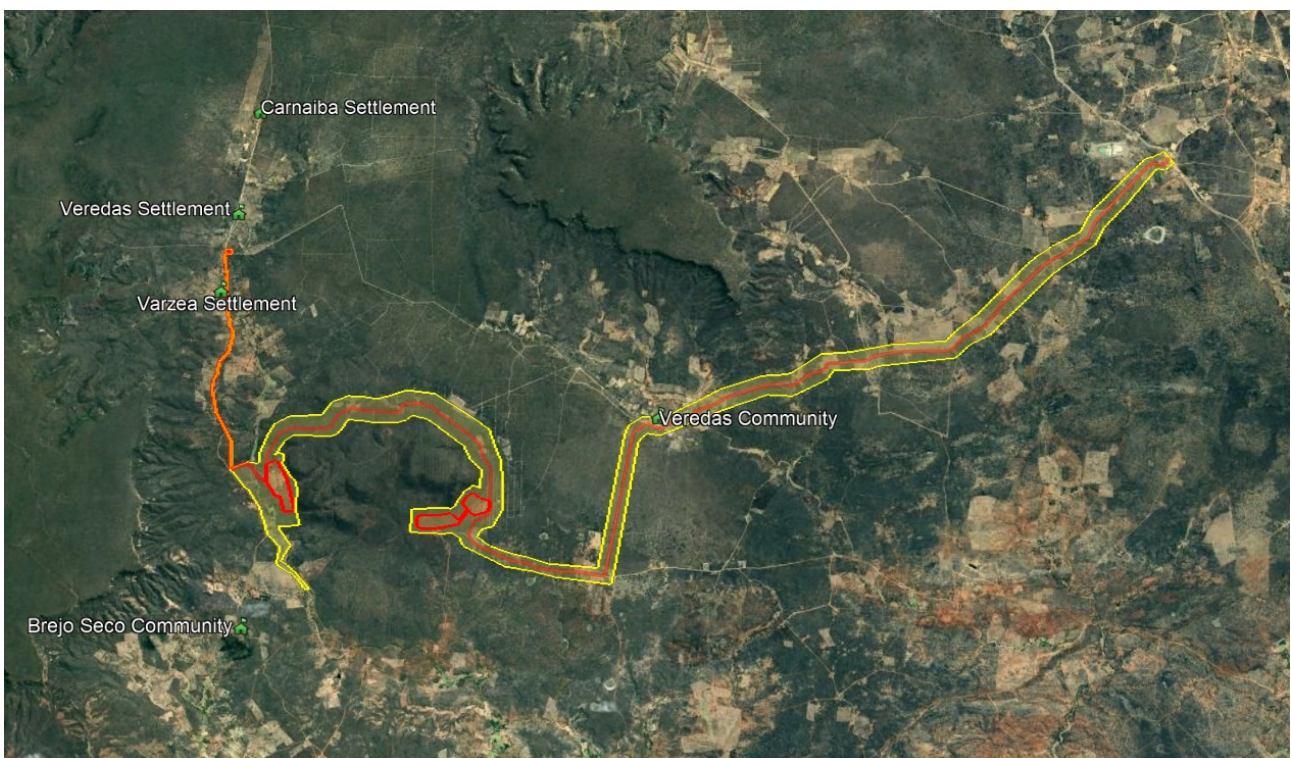 Carnaiba Settlement
Veredas Settlement
Varzea Settlement
Veredas Community
Brejo Seco Community